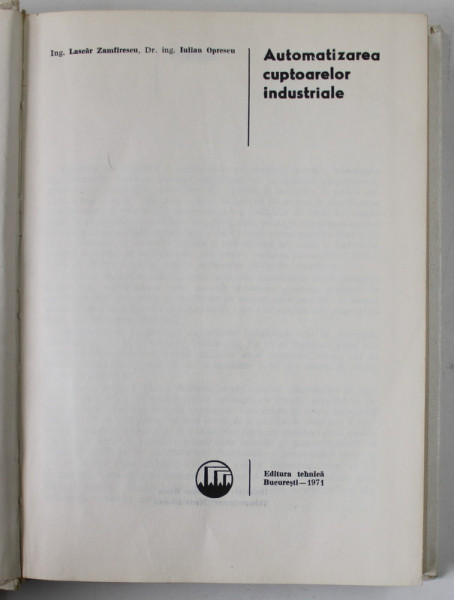 Ing. Lascăr Zamfirescu, Dr. ing. Iulian Oprescu
Automatizarea
cuptoarelor
industriale
Editura tehnică
București—1971